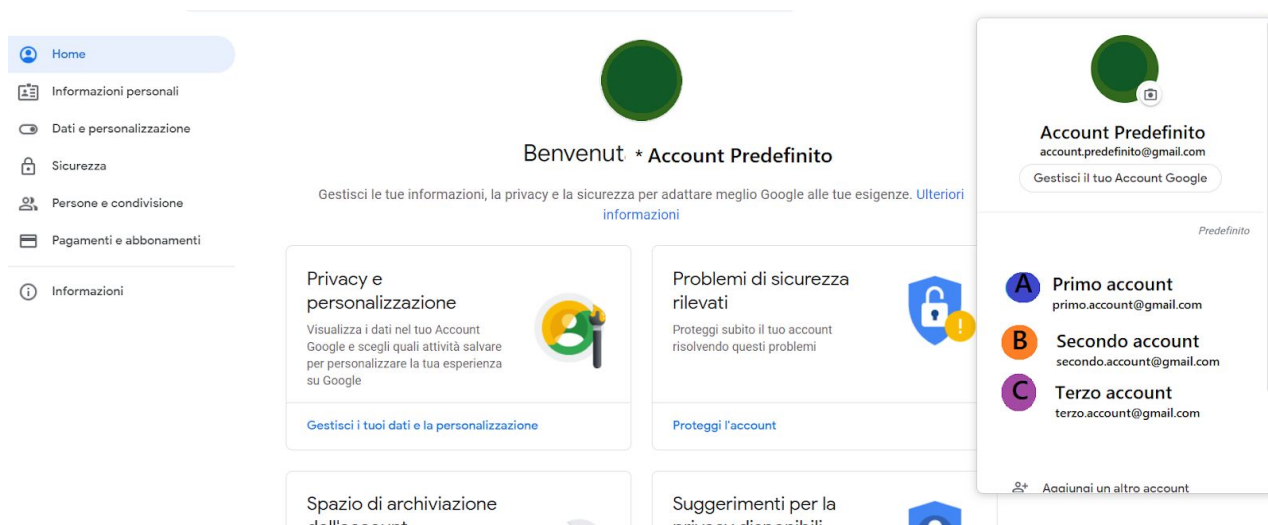 Home
Informazioni personali
Dati e personalizzazione
Sicurezza
Persone e condivisione
Pagamenti e abbonamenti
Informazioni
Benvenut * Account Predefinito
Gestisci le tue informazioni, la privacy e la sicurezza per adattare meglio Google alle tue esigenze. Ulteriori
informazioni
Privacy e
personalizzazione
Visualizza i dati nel tuo Account
Google e scegli quali attività salvare
per personalizzare la tua esperienza
su Google
Gestisci i tuoi dati e la personalizzazione
Problemi di sicurezza
rilevati
Proteggi subito il tuo account
risolvendo questi problemi
Proteggi l'account
Spazio di archiviazione
dell'account
Suggerimenti per la
privacy disponibili
Account Predefinito
account.predefinito@gmail.com
Gestisci il tuo Account Google
Predefinito
A
Primo account
primo.account@gmail.com
B
Secondo account
secondo.account@gmail.com
C
Terzo account
terzo.account@gmail.com
Aggiungi un altro account